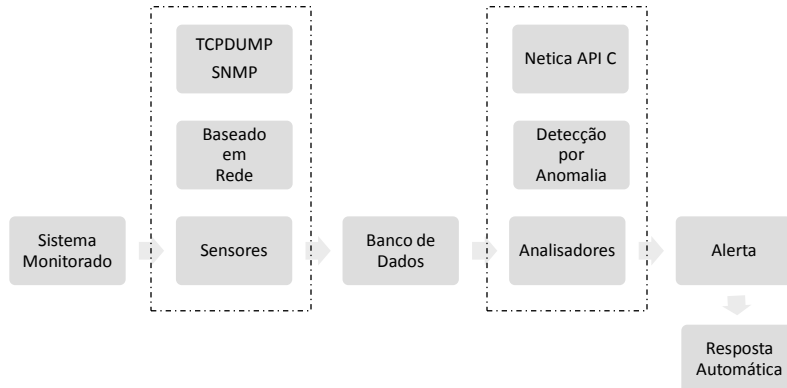 TCPDUMP
SNMP
Netica API C
Baseado
em
Rede
Detecção
por
Anomalia
Sistema
Monitorado
Sensores
Banco de
Dados
Analisadores
Alerta
Resposta
Automática